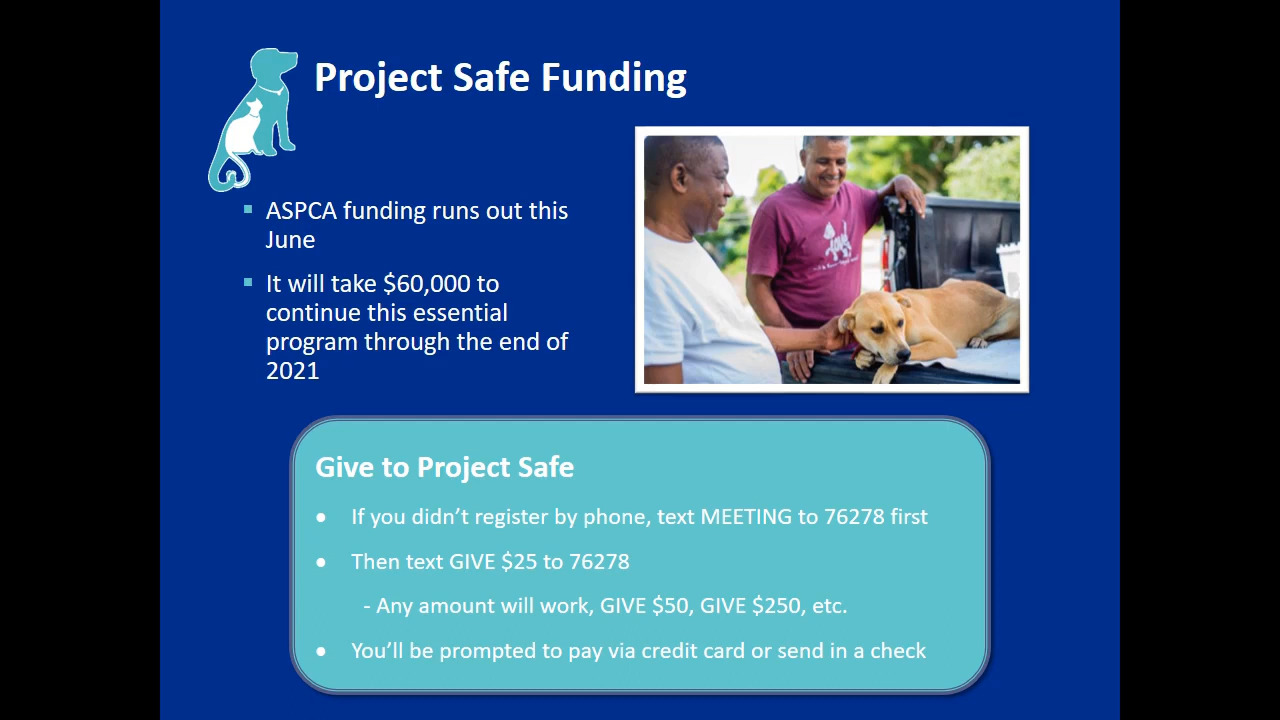 Project Safe Funding
▪ ASPCA funding runs out this
June
▪ It will take $60,000 to
continue this essential
program through the end of
2021
Give to Project Safe
● If you didn’t register by phone, text MEETING to 76278 first
● Then text GIVE $25 to 76278
- Any amount will work, GIVE $50, GIVE $250, etc.
● You’ll be prompted to pay via credit card or send in a check